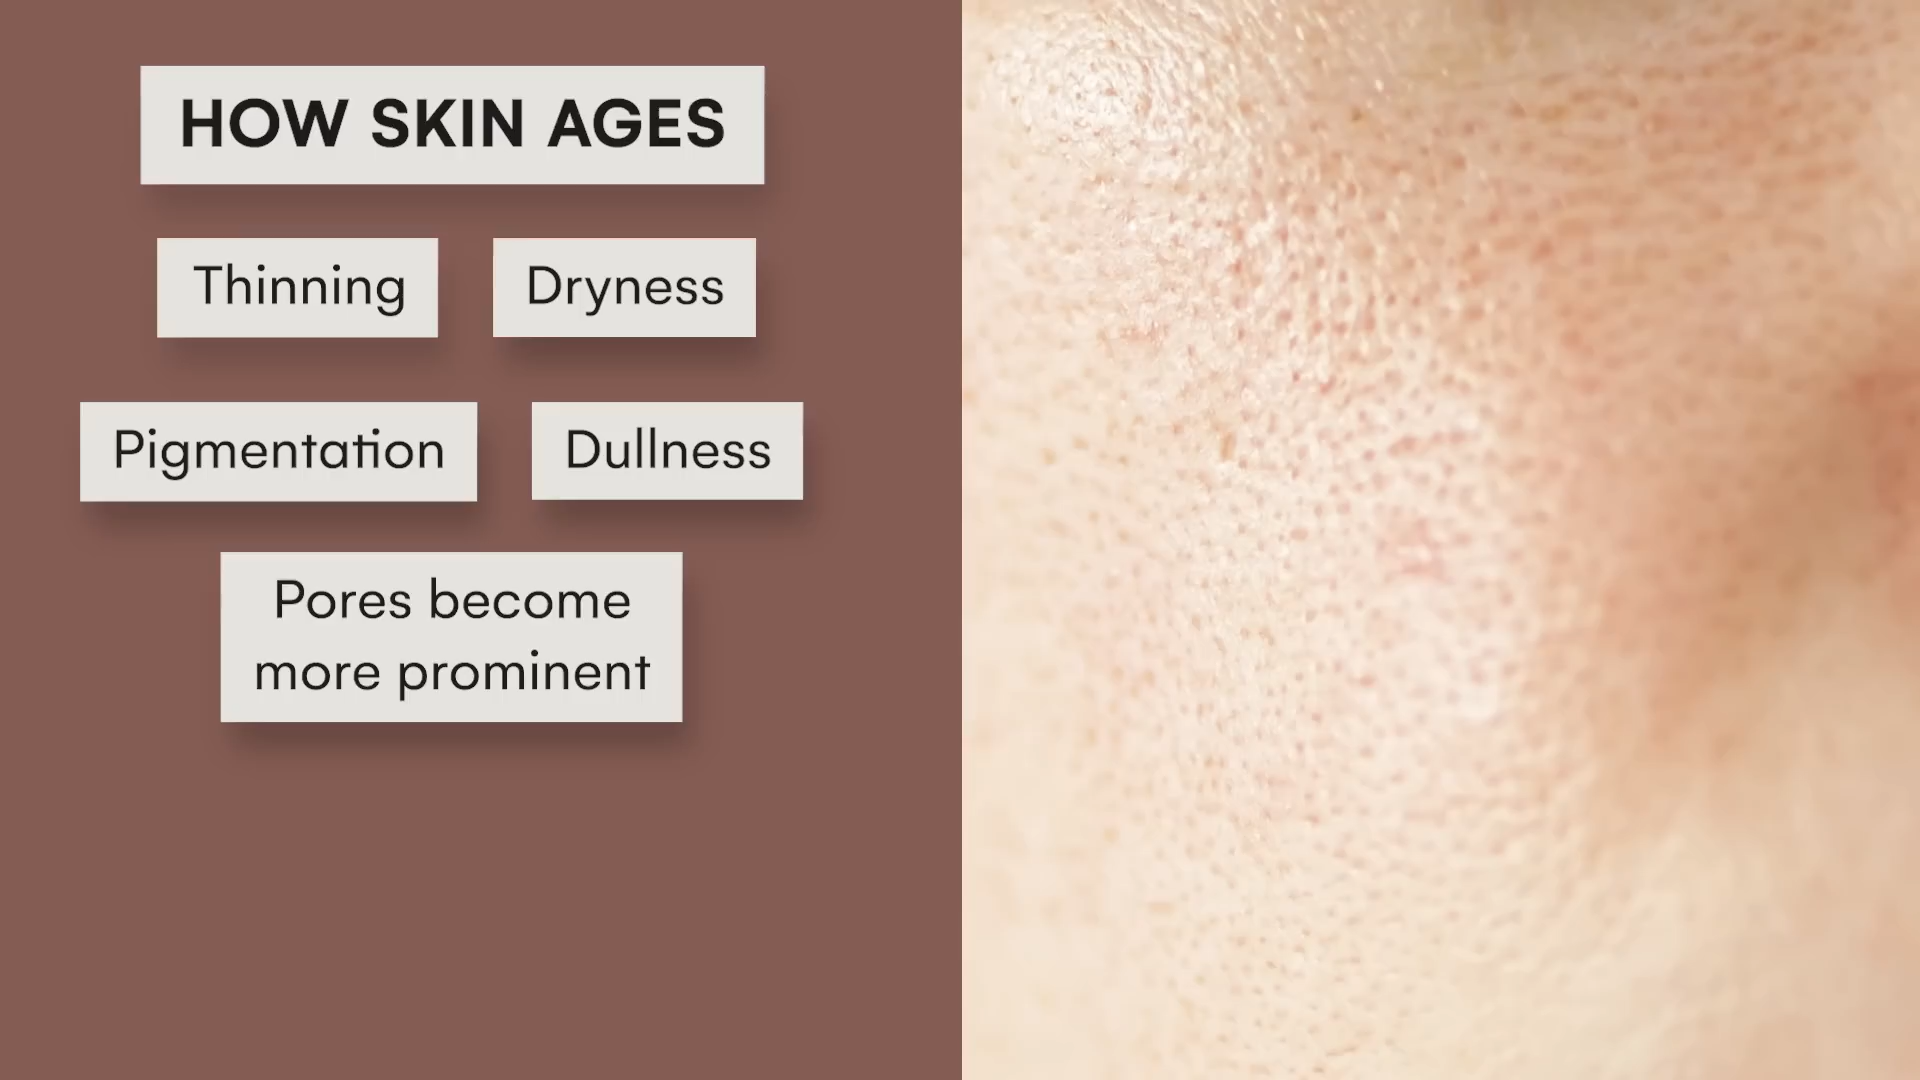 HOW SKIN AGES
Thinning
Dryness
Pigmentation
Dullness
Pores become
more prominent